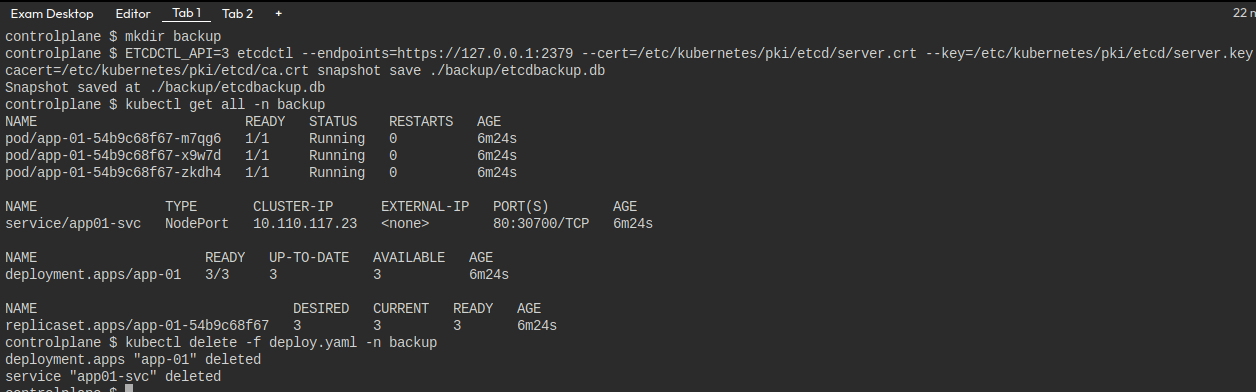 Exam Desktop Editor Tab 1 Tab 2 + 22
controlplane $ mkdir backup
controlplane $ ETCDCTL_API=3 etcdctl --endpoints=https://127.0.0.1:2379 --cert=/etc/kubernetes/pki/etcd/server.crt --key=/etc/kubernetes/pki/etcd/server.key
cacert=/etc/kubernetes/pki/etcd/ca.crt snapshot save ./backup/etcdbackup.db
Snapshot saved at ./backup/etcdbackup.db
controlplane $ kubectl get all -n backup
NAME READY STATUS RESTARTS AGE
pod/app-01-54b9c68f67-m7qg6 1/1 Running 0 6m24s
pod/app-01-54b9c68f67-x9w7d 1/1 Running 0 6m24s
pod/app-01-54b9c68f67-zkdh4 1/1 Running 0 6m24s
NAME TYPE CLUSTER-IP EXTERNAL-IP PORT(S) AGE
service/app01-svc NodePort 10.110.117.23 <none> 80:30700/TCP 6m24s
NAME READY UP-TO-DATE AVAILABLE AGE
deployment.apps/app-01 3/3 3 3 6m24s
NAME DESIRED CURRENT READY AGE
replicaset.apps/app-01-54b9c68f67 3 3 3 6m24s
controlplane $ kubectl delete -f deploy.yaml -n backup
deployment.apps "app-01" deleted
service "app01-svc" deleted
controlplane $